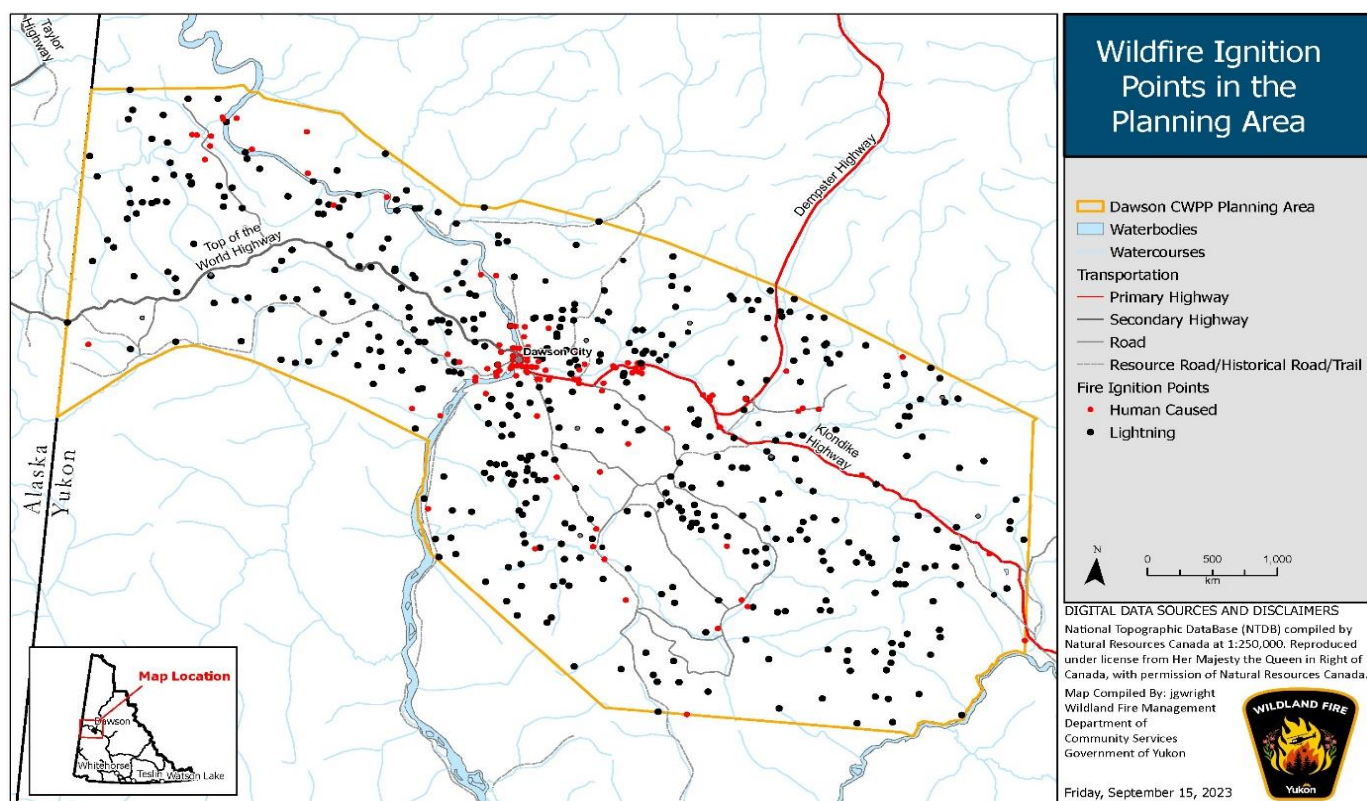 Taylor
Highway
Dempster Highway
Top of the
World Highway
Dawson City
Klondike
Highway
Alaska
Yukon
Map Location
Dawson
Whitehorse
Teslin
Watson Lake
Wildfire Ignition
Points in the
Planning Area
Dawson CWPP Planning Area
Waterbodies
Watercourses
Transportation
Primary Highway
Secondary Highway
Road
Resource Road/Historical Road/Trail
Fire Ignition Points
Human Caused
Lightning
N
0 500 1,000
km
DIGITAL DATA SOURCES AND DISCLAIMERS
National Topographic DataBase (NTDB) compiled by
Natural Resources Canada at 1:250,000. Reproduced
under license from Her Majesty the Queen in Right of
Canada, with permission of Natural Resources Canada.
Map Compiled By: jgwright
Wildland Fire Management
Department of
Community Services
Government of Yukon
Friday, September 15, 2023
WILDLAND FIRE
Yukon